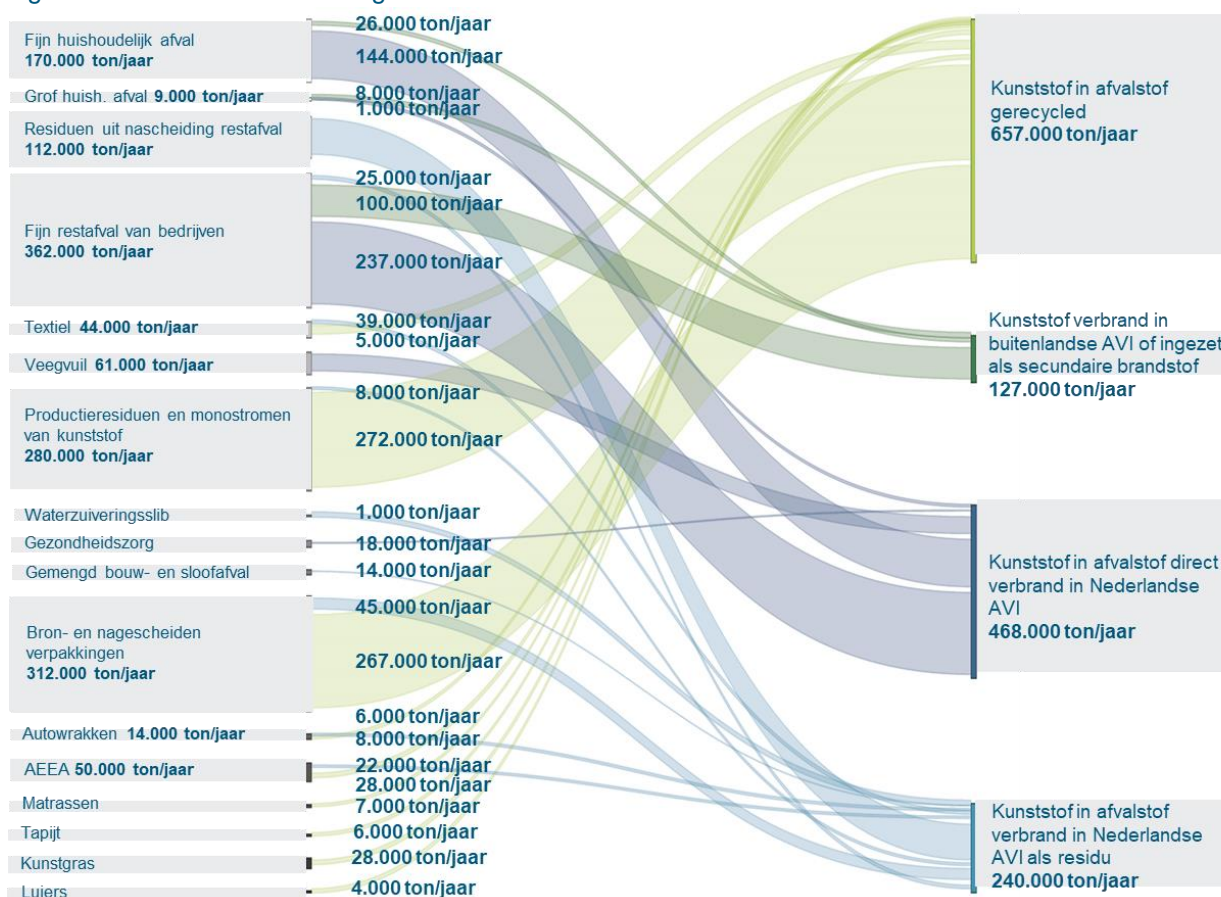 Fijn huishoudelijk afval
170.000 ton/jaar
Grof huish. afval 9.000 ton/jaar
Residuen uit nascheiding restafval
112.000 ton/jaar
Fijn restafval van bedrijven
362.000 ton/jaar
Textiel 44.000 ton/jaar
Veegvuil 61.000 ton/jaar
Productieresiduen en monostromen
van kunststof
280.000 ton/jaar
Waterzuiveringsslib
Gezondheidszorg
Gemengd bouw- en sloofafval
Bron- en nagescheiden
verpakkingen
312.000 ton/jaar
Autowrakken 14.000 ton/jaar
AEEA 50.000 ton/jaar
Matrassen
Tapijt
Kunstgras
Luiers
26.000 ton/jaar
144.000 ton/jaar
8.000 ton/jaar
1.000 ton/jaar
25.000 ton/jaar
100.000 ton/jaar
237.000 ton/jaar
39.000 ton/jaar
5.000 ton/jaar
8.000 ton/jaar
272.000 ton/jaar
1.000 ton/jaar
18.000 ton/jaar
14.000 ton/jaar
45.000 ton/jaar
267.000 ton/jaar
6.000 ton/jaar
8.000 ton/jaar
22.000 ton/jaar
28.000 ton/jaar
7.000 ton/jaar
6.000 ton/jaar
28.000 ton/jaar
4.000 ton/jaar
Kunststof in afvalstof
gerecycled
657.000 ton/jaar
Kunststof verbrand in
buitenlandse AVI of ingezet
als secundaire brandstof
127.000 ton/jaar
Kunststof in afvalstof direct
verbrand in Nederlandse
AVI
468.000 ton/jaar
Kunststof in afvalstof
verbrand in Nederlandse
AVI als residu
240.000 ton/jaar